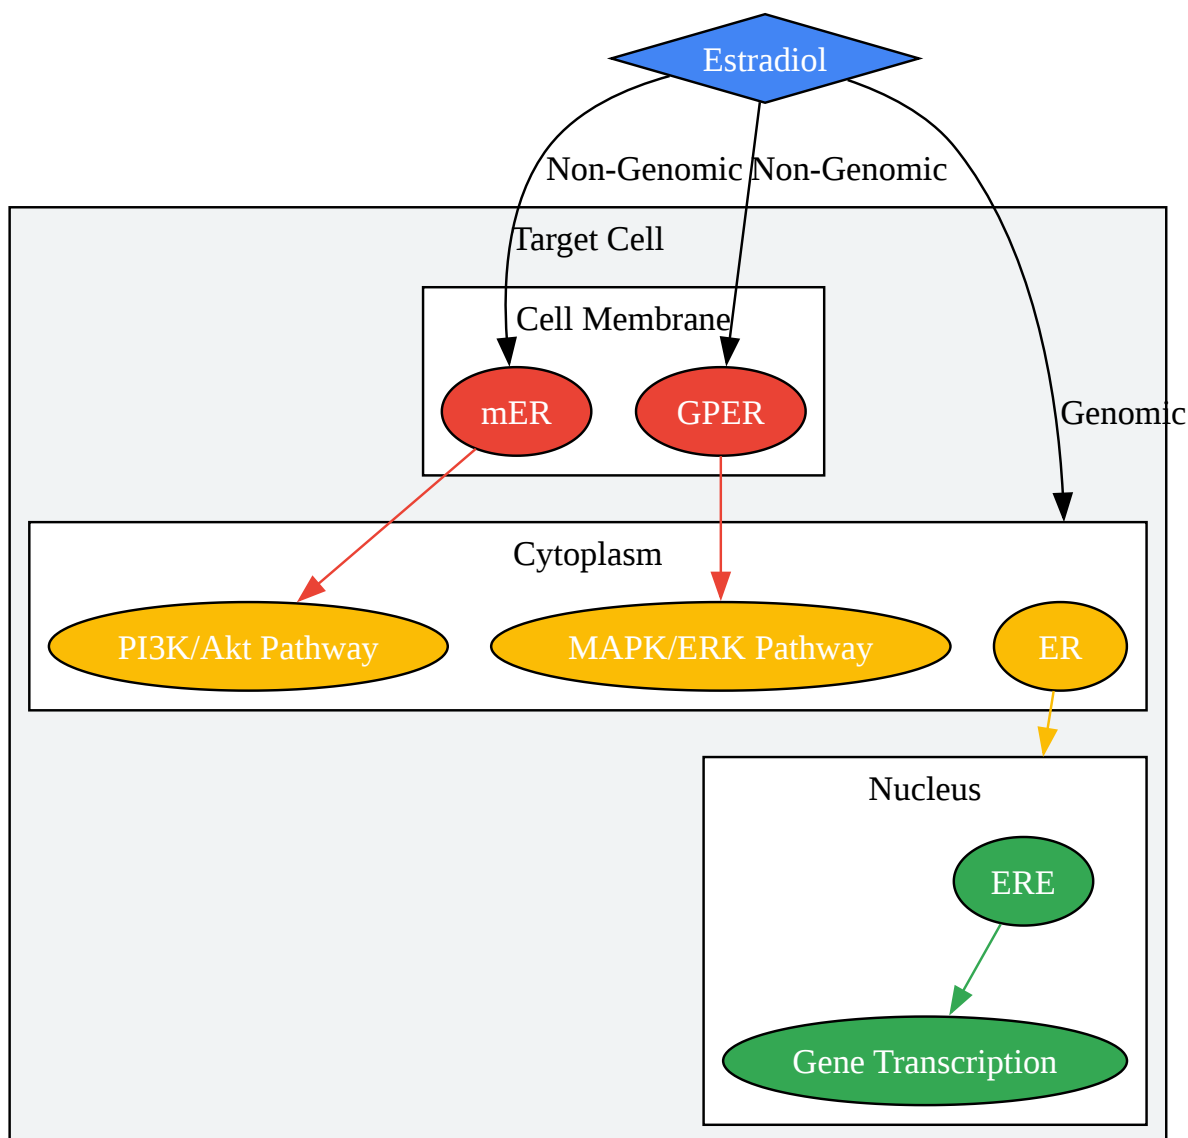 Estradiol
Non-Genomic
Non-Genomic
Target Cell
Cell Membrane
mER
GPER
Genomic
Cytoplasm
PI3K/Akt Pathway
MAPK/ERK Pathway
ER
Nucleus
ERE
Gene Transcription